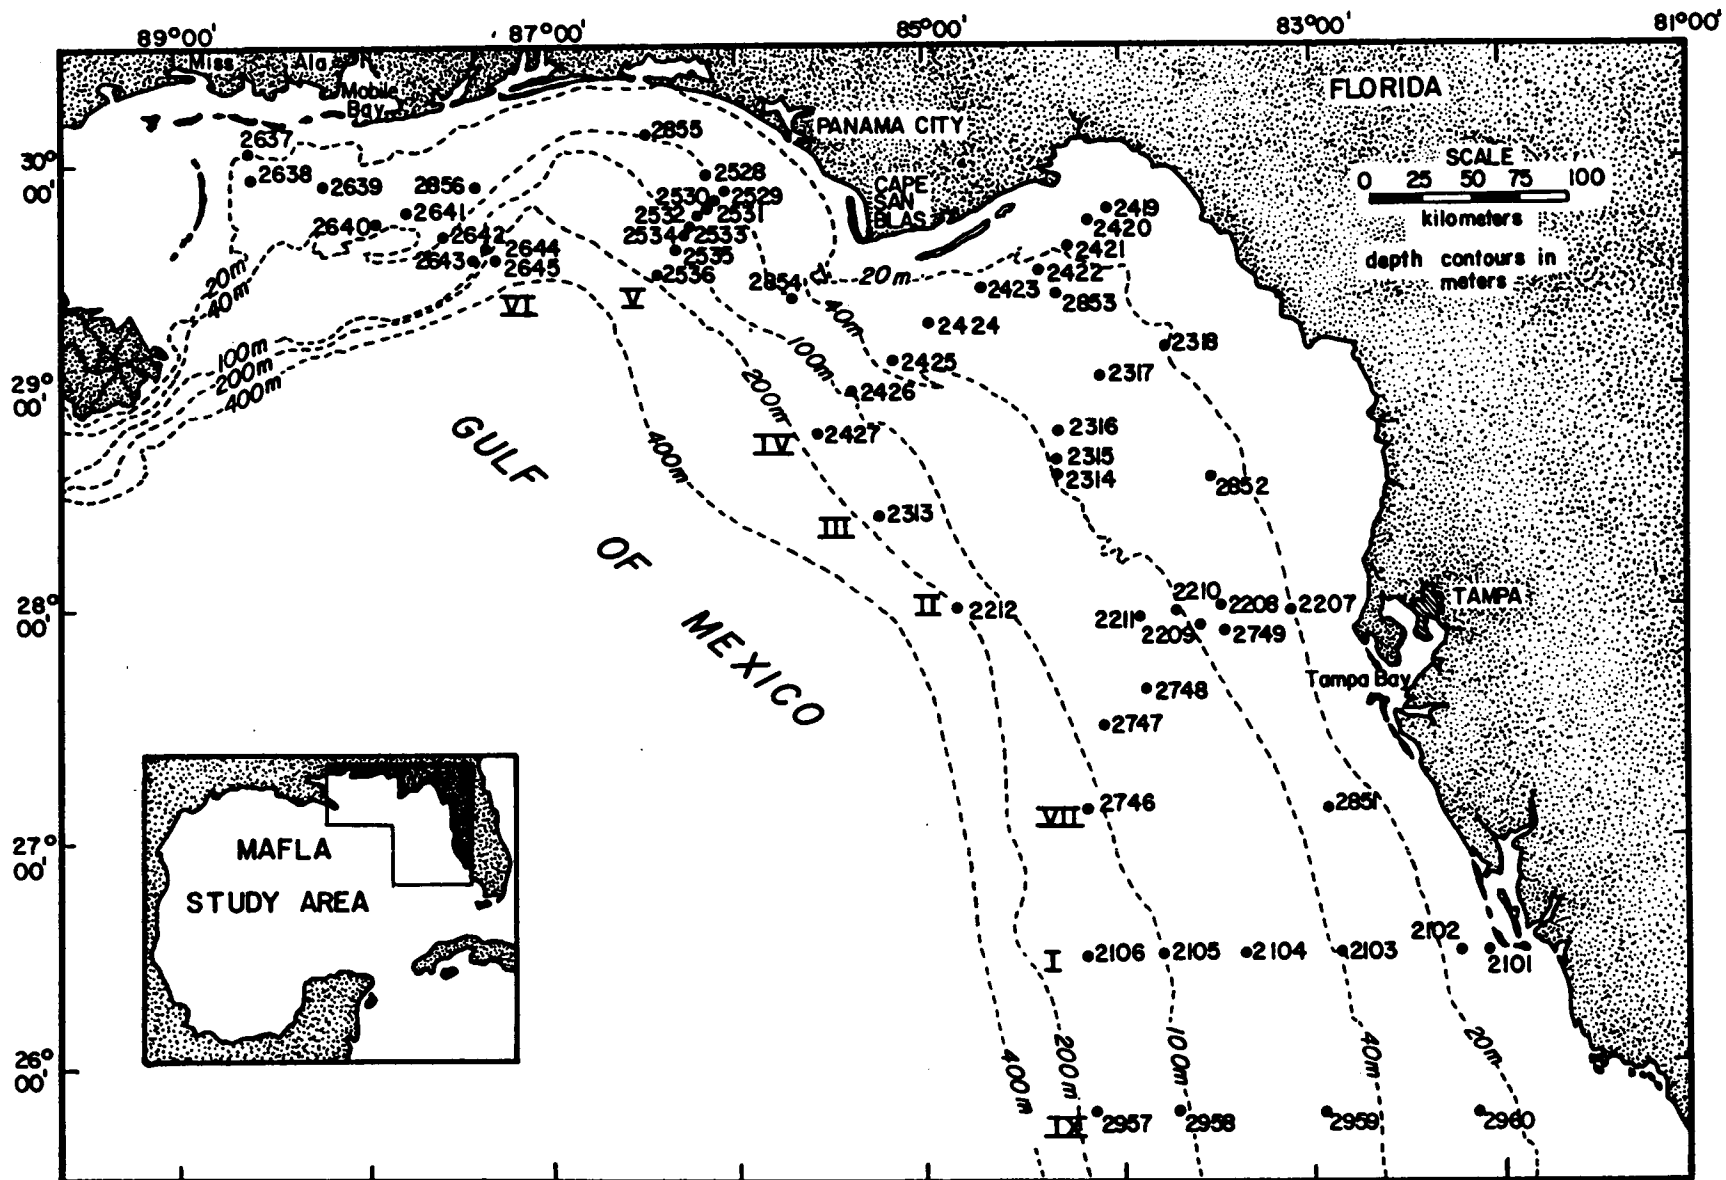 89°00'
87°00'
85°00'
83°00'
81°00'
Miss
Ala.
Mobile
Bay
FLORIDA
PANAMA CITY
CAPE
SAN
BLAS
SCALE
0 25 50 75 100
kilometers
depth contours in
meters
30°
00'
29°
00'
28°
00'
27°
00'
26°
00'
2637
2638
2639
2640
2641
2856
2642
2643
2644
2645
VI
2855
2528
2529
2530
2531
2532
2533
2534
2535
2536
V
2854
2419
2420
2421
2422
2423
2853
2424
2425
2426
2427
IV
2318
2317
2316
2315
2314
2313
III
2852
20m
40m
100m
200m
400m
20m
40m
100m
200m
400m
GULF
OF
MEXICO
II
2212
2211
2210
2209
2208
2207
2749
2748
2747
2746
VII
2851
TAMPA
Tampa Bay
I
2106
2105
2104
2103
2102
2101
400m
200m
100m
40m
20m
IX
2957
2958
2959
2960
MAFLA
STUDY AREA